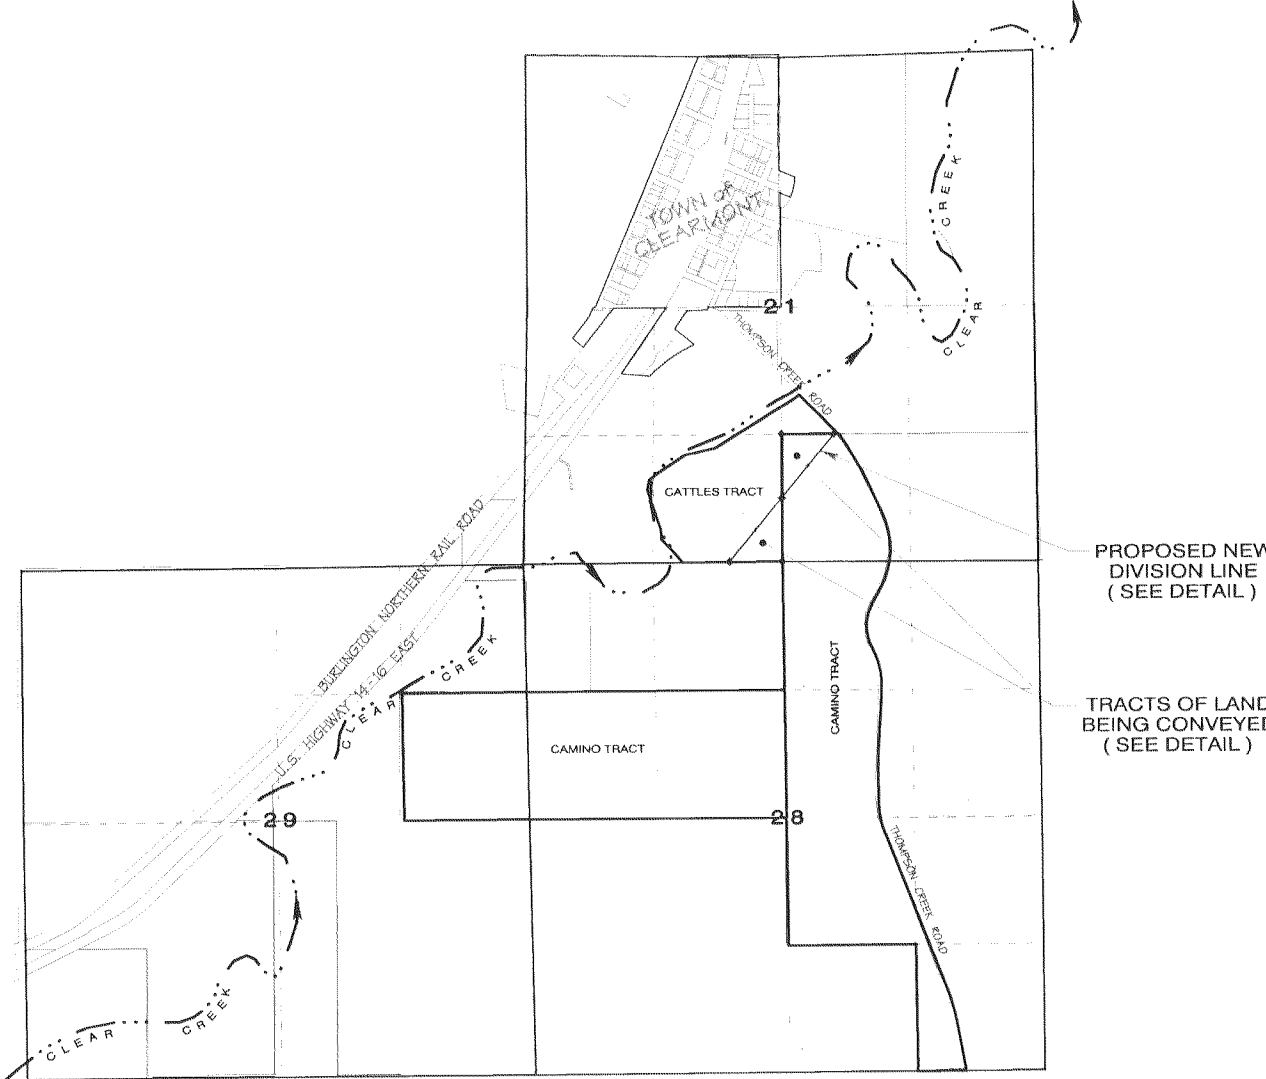 TOWN of
CLEARMONT
CREEK
CLEAR
21
THOMPSON CREEK ROAD
CATTLES TRACT
BURLINGTON NORTHERN RAIL ROAD
U.S. HIGHWAY 14-16 EAST
CLEAR CREEK
PROPOSED NEW
DIVISION LINE
( SEE DETAIL )
CAMINO TRACT
TRACTS OF LAND
BEING CONVEYED
( SEE DETAIL )
CAMINO TRACT
29
28
THOMPSON CREEK ROAD
CLEAR CREEK